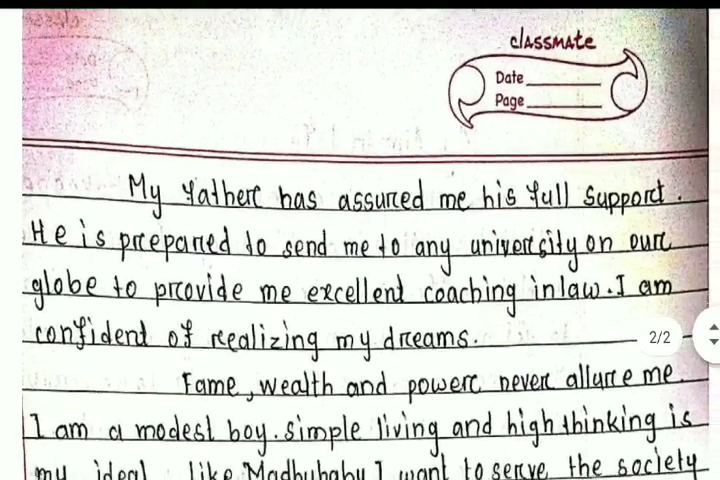 classmate
Date
Page
My father has assured me his full support.
He is prepared to send me to any university on our
globe to provide me excellent coaching in law. I am
confident of realizing my dreams.
2/2
Fame, wealth and power never allure me.
I am a modest boy. simple living and high thinking is
my ideal. like Madhubabu I want to serve the society